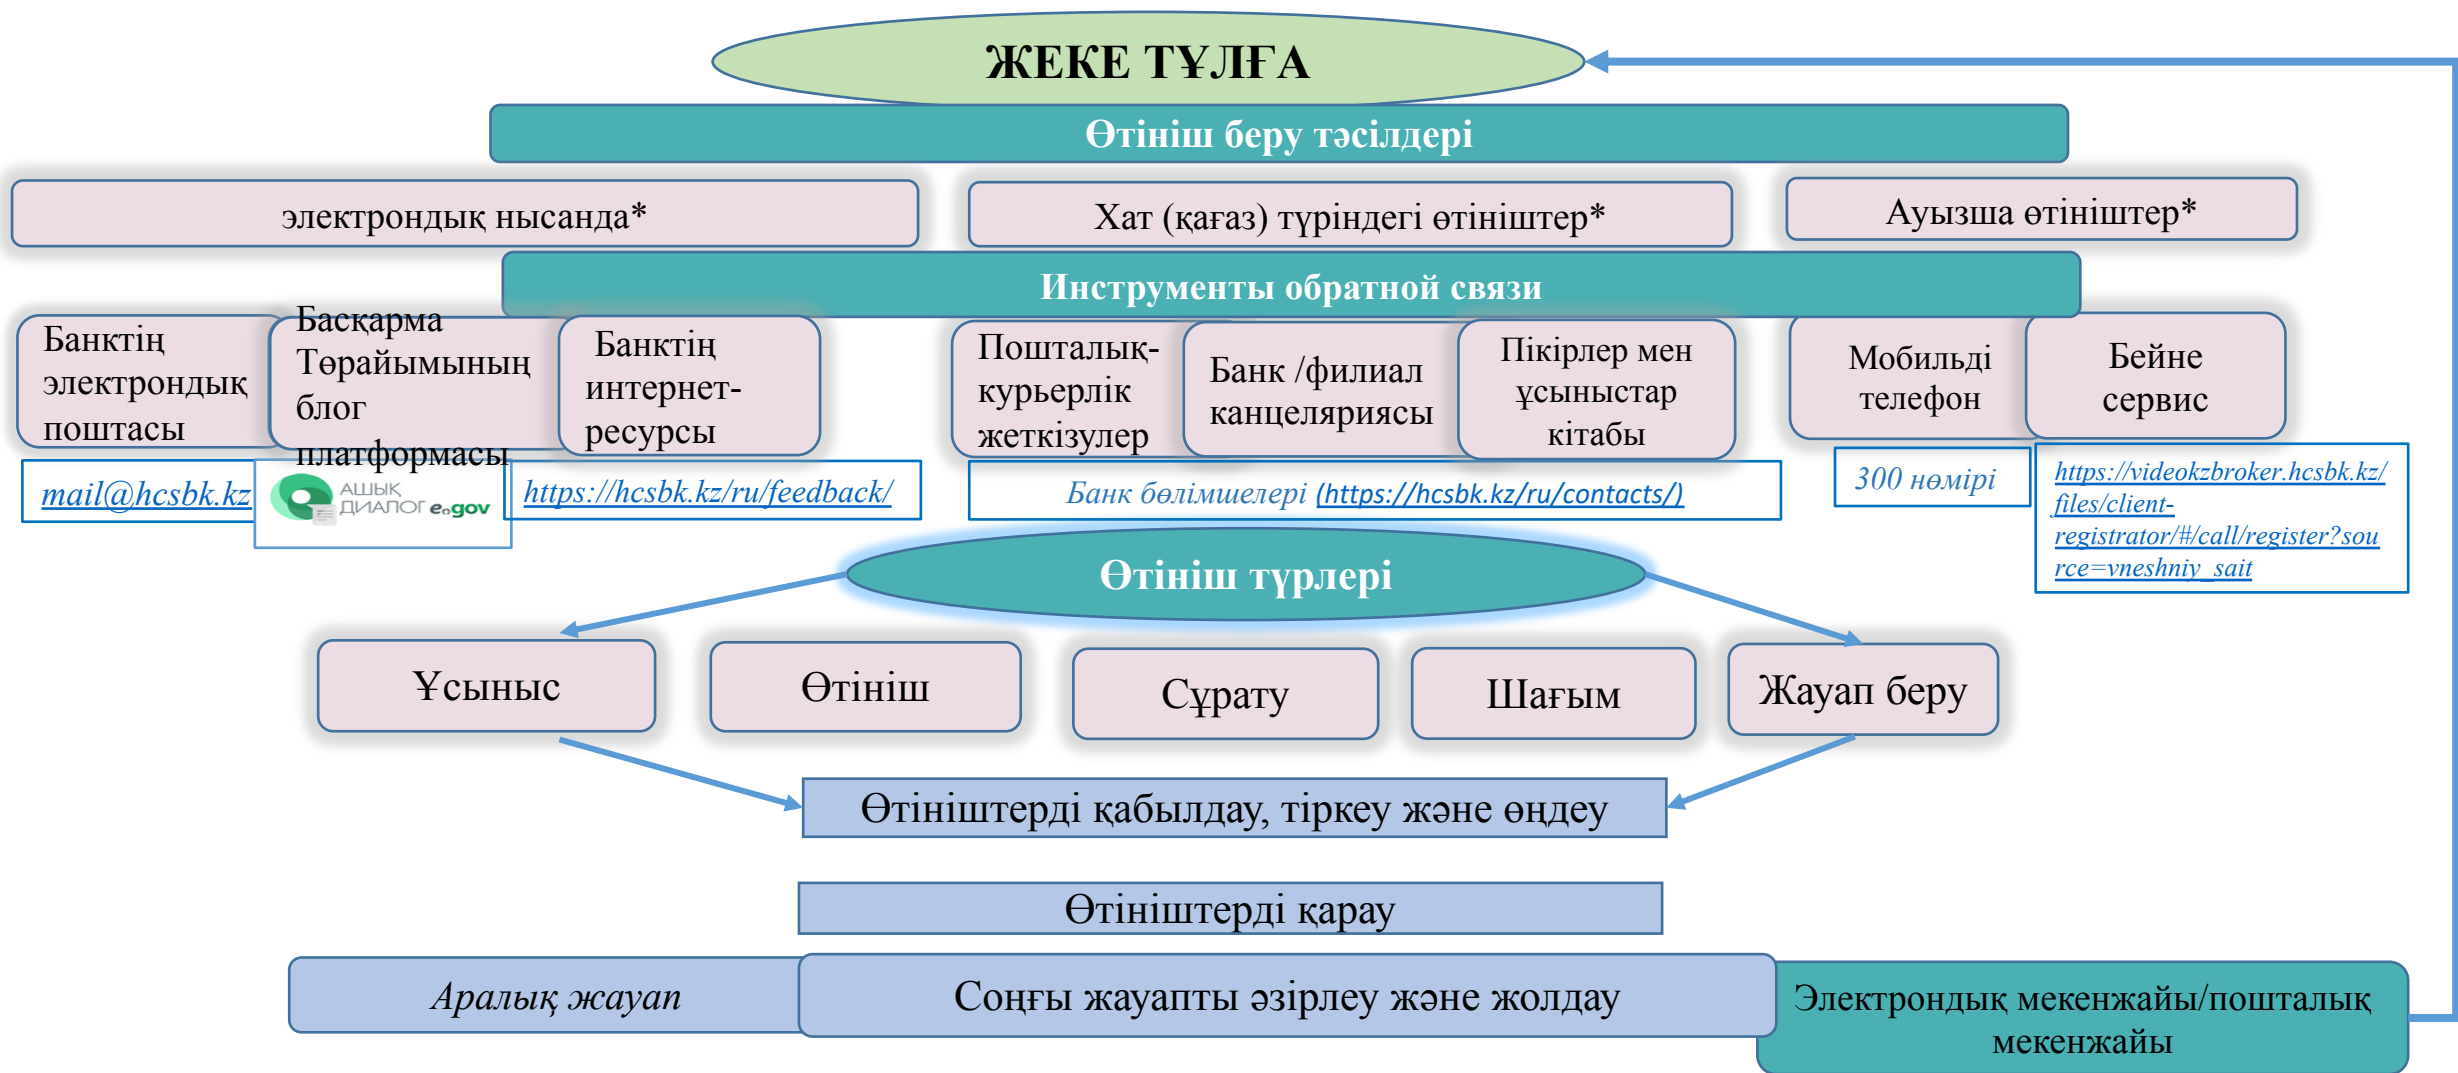 ЖЕКЕ ТҰЛҒА
Өтініш беру тәсілдері
электрондық нысанда*
Хат (қағаз) түріндегі өтініштер*
Ауызша өтініштер*
Инструменты обратной связи
Банктің
электрондық
поштасы
Басқарма
Төрайымының
блог
платформасы
Банктің
интернет-
ресурсы
Пошталық-
курьерлік
жеткізулер
Банк /филиал
канцеляриясы
Пікірлер мен
ұсыныстар
кітабы
Мобильді
телефон
Бейне
сервис
mail@hcsbk.kz
АШЫҚ
ДИАЛОГ e.gov
https://hcsbk.kz/ru/feedback/
Банк бөлімшелері (https://hcsbk.kz/ru/contacts/)
300 нөмірі
https://videokzbroker.hcsbk.kz/
files/client-
registrator/#/call/register?sou
rce=vneshniy_sait
Өтініш түрлері
Ұсыныс
Өтініш
Сұрату
Шағым
Жауап беру
Өтініштерді қабылдау, тіркеу және өңдеу
Өтініштерді қарау
Аралық жауап
Соңғы жауапты әзірлеу және жолдау
Электрондық мекенжайы/пошталық
мекенжайы